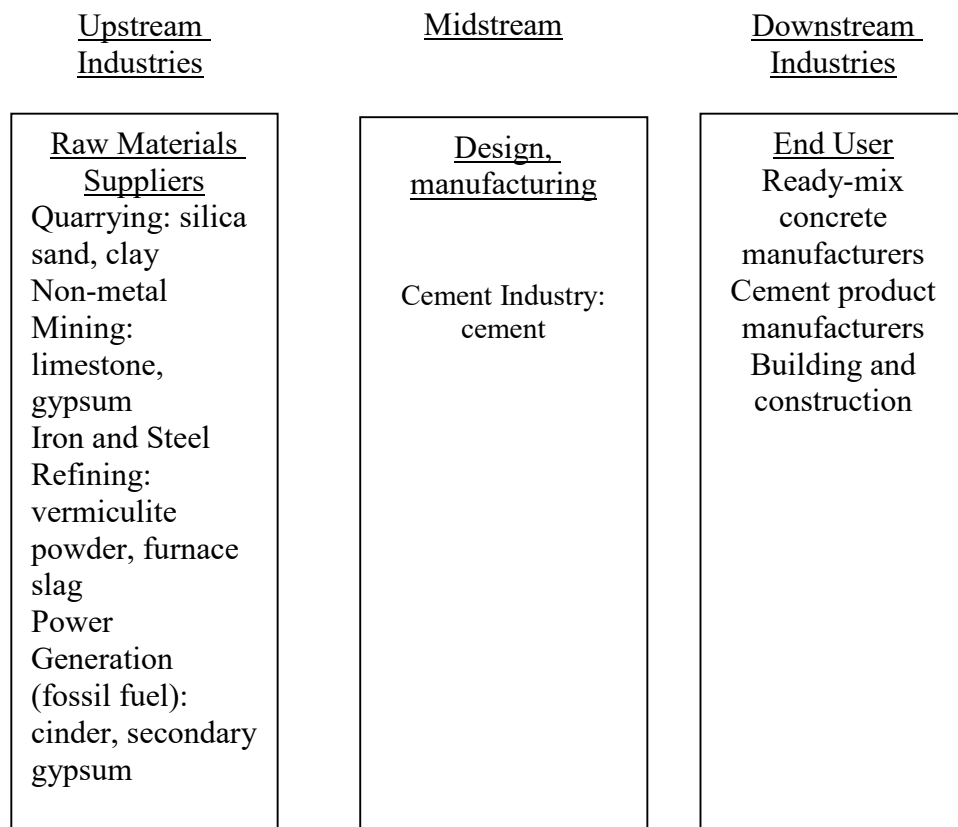 Upstream
Industries
Midstream
Downstream
Industries
Raw Materials
Suppliers
Quarrying: silica
sand, clay
Non-metal
Mining:
limestone,
gypsum
Iron and Steel
Refining:
vermiculite
powder, furnace
slag
Power
Generation
(fossil fuel):
cinder, secondary
gypsum
Design,
manufacturing
Cement Industry:
cement
End User
Ready-mix
concrete
manufacturers
Cement product
manufacturers
Building and
construction